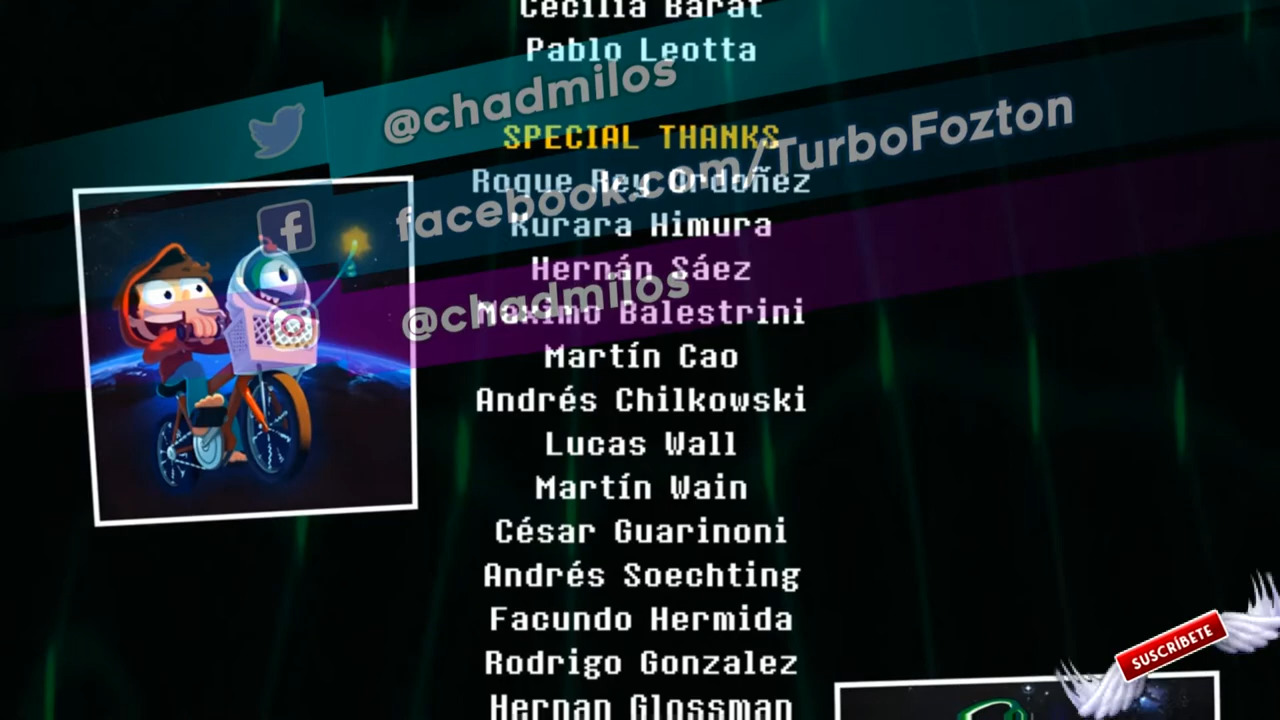 Cecilia Barat
Pablo Leotta
@chadmilos
SPECIAL THANKS
facebook.com/TurboFozton
Roque Rey Ordoñez
Kurara Himura
Hernán Sáez
@chadmilos
Maximo Balestrini
Martín Cao
Andrés Chilkowski
Lucas Wall
Martín Wain
César Guarinoni
Andrés Soechting
Facundo Hermida
Rodrigo Gonzalez
Hernan Glossman
SUSCRÍBETE